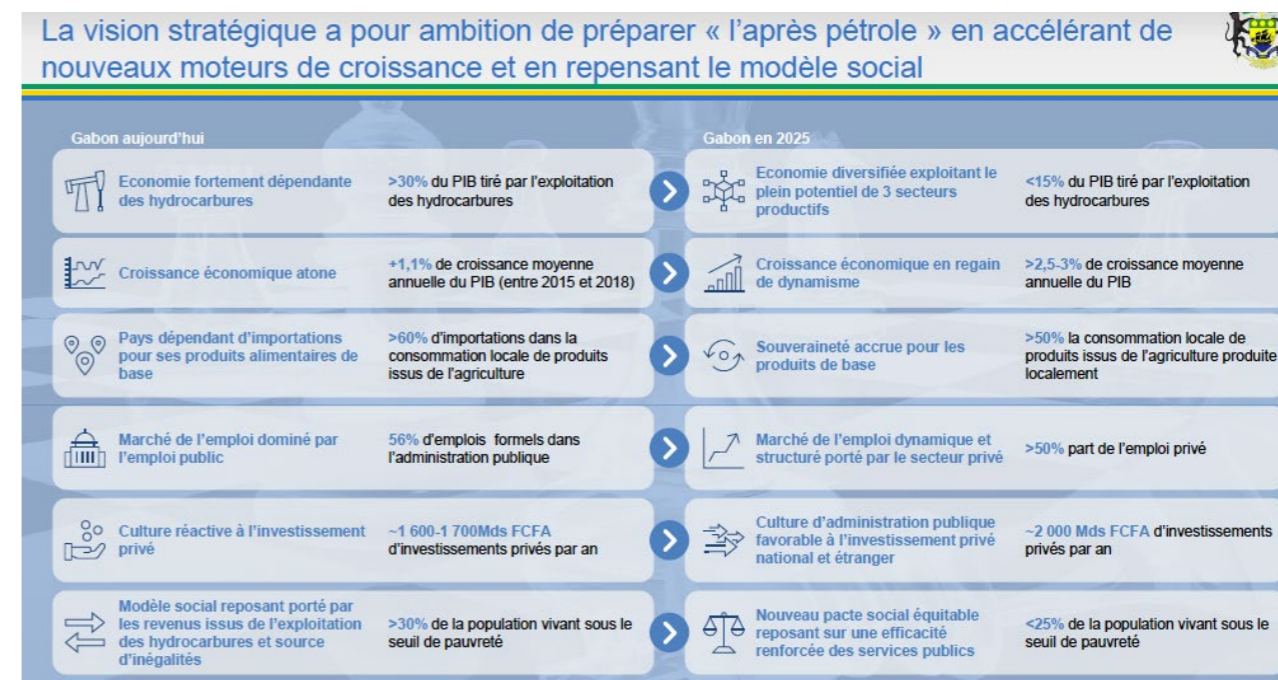 La vision stratégique a pour ambition de préparer « l’après pétrole » en accélérant de
nouveaux moteurs de croissance et en repensant le modèle social
Gabon aujourd’hui
Gabon en 2025
Economie fortement dépendante
des hydrocarbures
>30% du PIB tiré par l’exploitation
des hydrocarbures
Economie diversifiée exploitant le
plein potentiel de 3 secteurs
productifs
<15% du PIB tiré par l’exploitation
des hydrocarbures
Croissance économique atone
+1,1% de croissance moyenne
annuelle du PIB (entre 2015 et 2018)
Croissance économique en regain
de dynamisme
>2,5-3% de croissance moyenne
annuelle du PIB
Pays dépendant d’importations
pour ses produits alimentaires de
base
>60% d’importations dans la
consommation locale de produits
issus de l’agriculture
Souveraineté accrue pour les
produits de base
>50% la consommation locale de
produits issus de l’agriculture produite
localement
Marché de l’emploi dominé par
l’emploi public
56% d’emplois formels dans
l’administration publique
Marché de l’emploi dynamique et
structuré porté par le secteur privé
>50% part de l’emploi privé
Culture réactive à l’investissement
privé
~1 600-1 700Mds FCFA
d’investissements privés par an
Culture d’administration publique
favorable à l’investissement privé
national et étranger
~2 000 Mds FCFA d’investissements
privés par an
Modèle social reposant porté par
les revenus issus de l’exploitation
des hydrocarbures et source
d’inégalités
>30% de la population vivant sous le
seuil de pauvreté
Nouveau pacte social équitable
reposant sur une efficacité
renforcée des services publics
<25% de la population vivant sous le
seuil de pauvreté